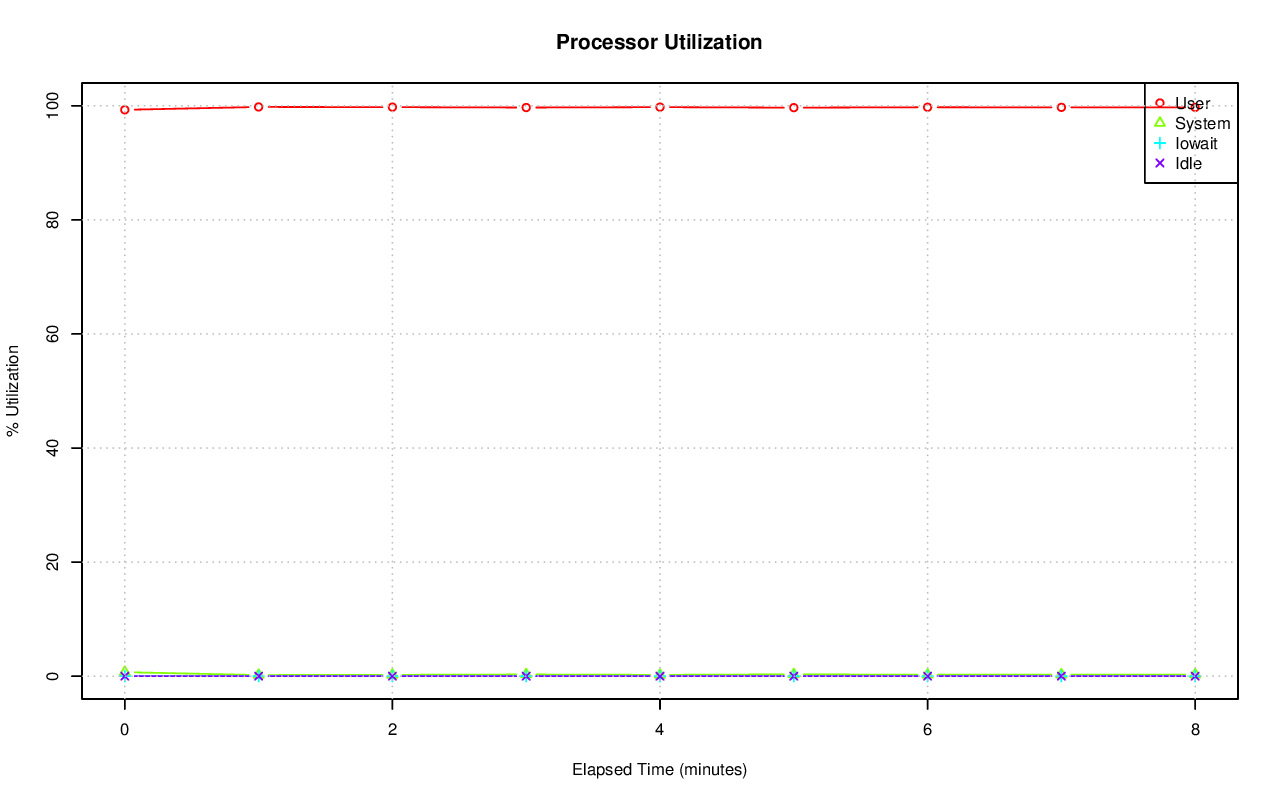 Processor Utilization
% Utilization
100
80
60
40
20
0
User
System
Iowait
Idle
0 2 4 6 8
Elapsed Time (minutes)